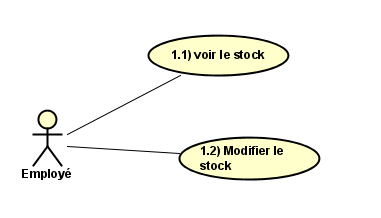 1.1) voir le stock
1.2) Modifier le
stock
Employé